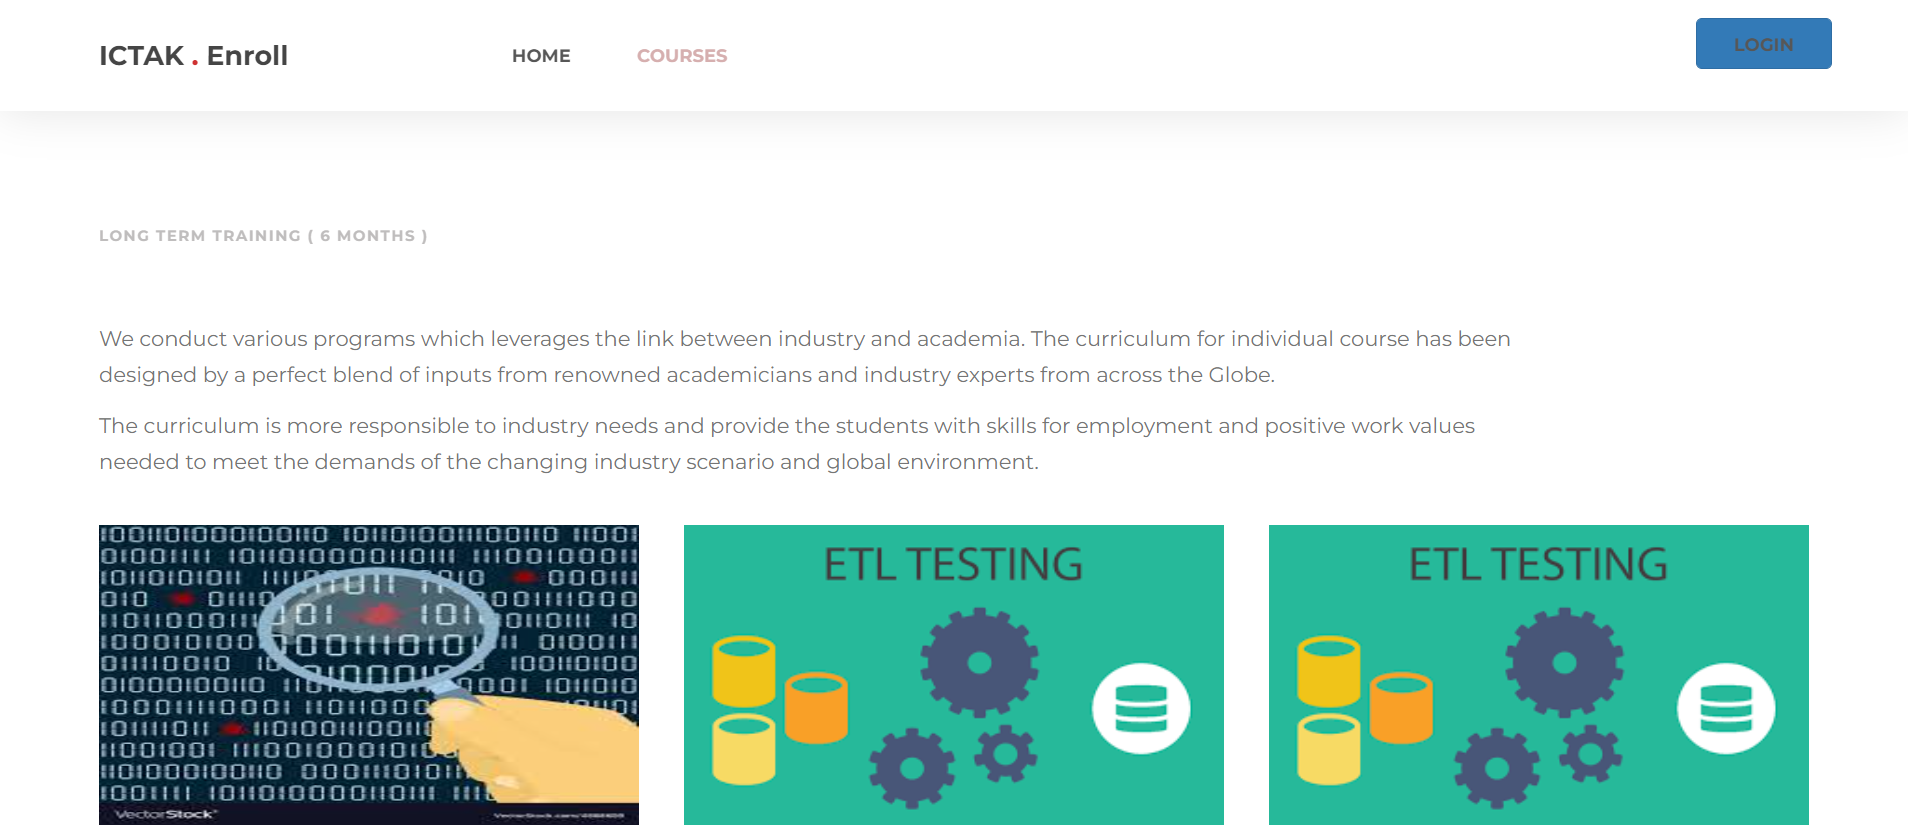 ICTAK . Enroll
HOME
COURSES
LOGIN
LONG TERM TRAINING ( 6 MONTHS )
We conduct various programs which leverages the link between industry and academia. The curriculum for individual course has been
designed by a perfect blend of inputs from renowned academicians and industry experts from across the Globe.
The curriculum is more responsible to industry needs and provide the students with skills for employment and positive work values
needed to meet the demands of the changing industry scenario and global environment.
ETL TESTING
ETL TESTING
VectorStock